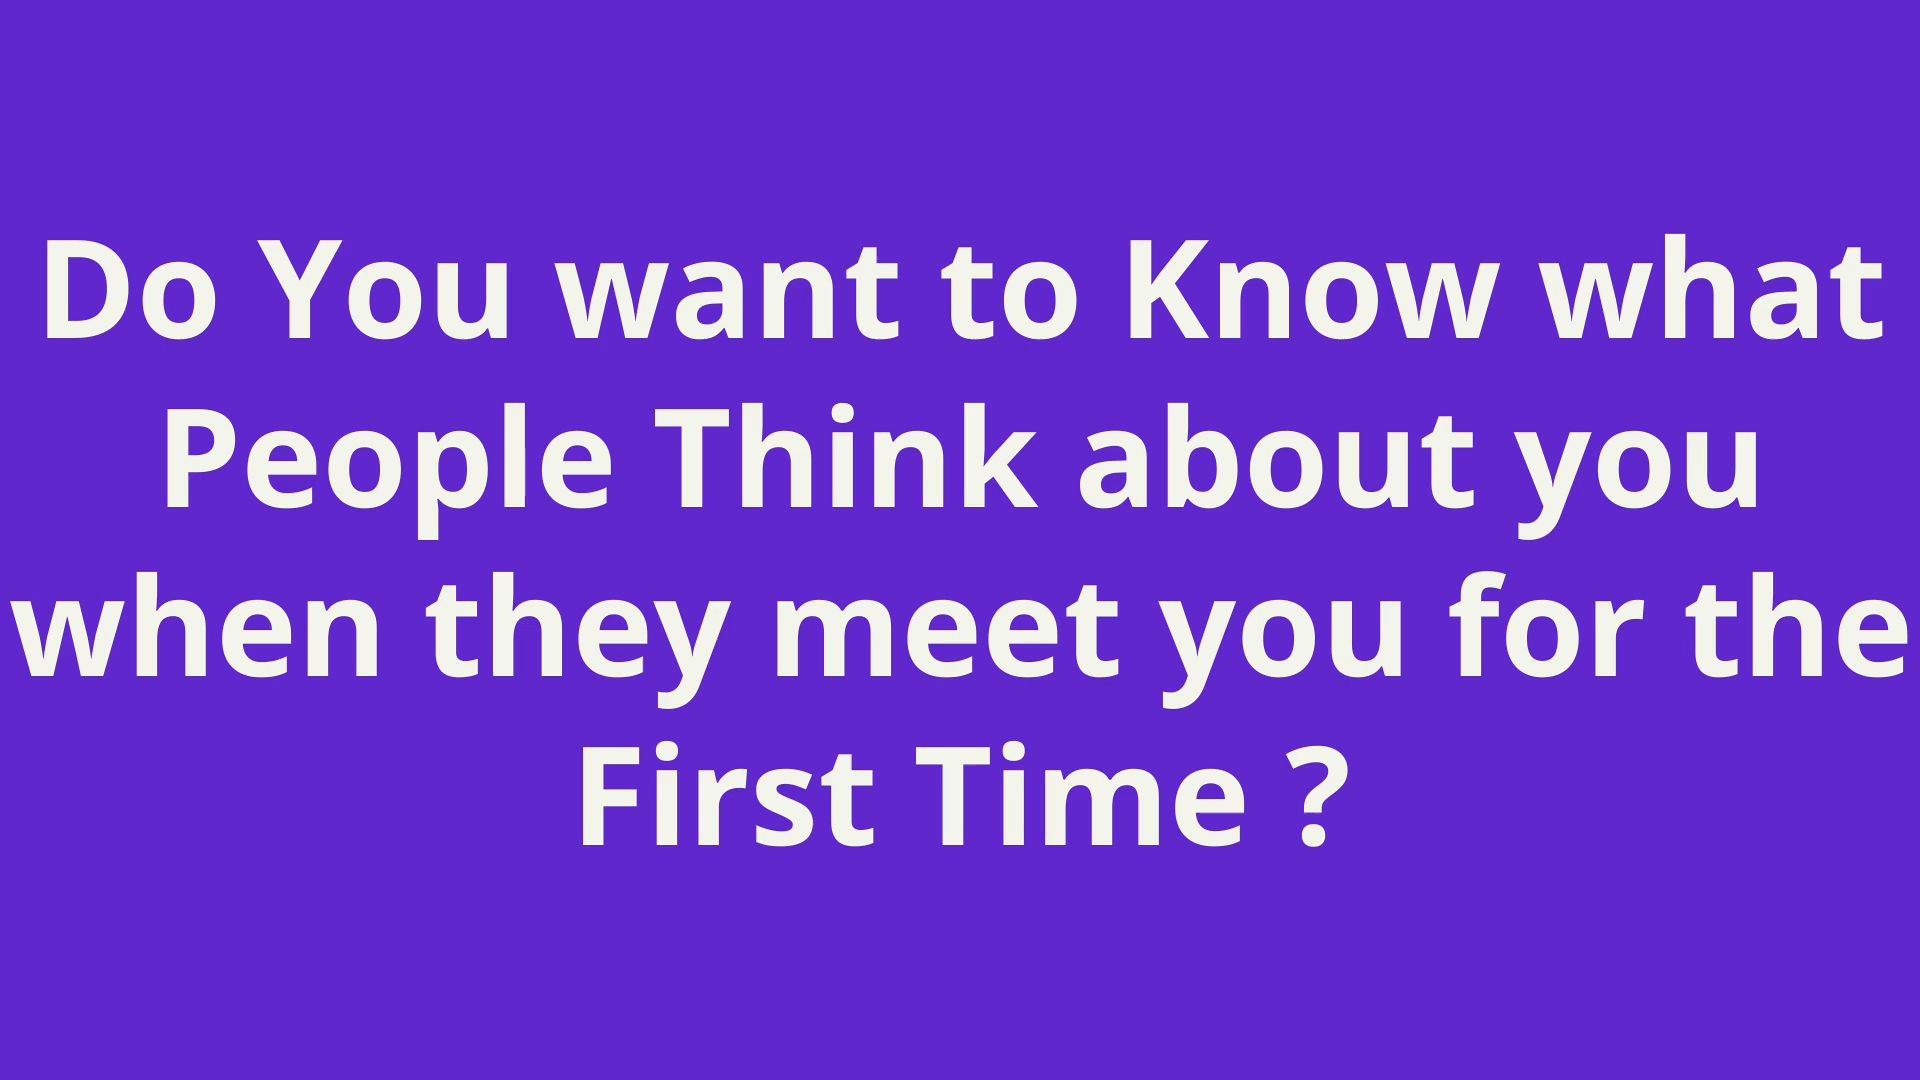 Do You want to Know what
People Think about you
when they meet you for the
First Time ?